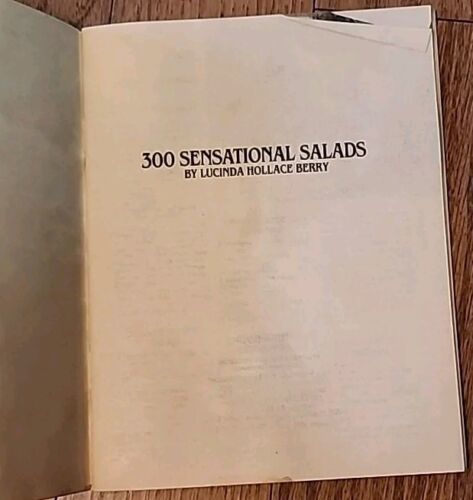 300 SENSATIONAL SALADS
BY LUCINDA HOLLACE BERRY